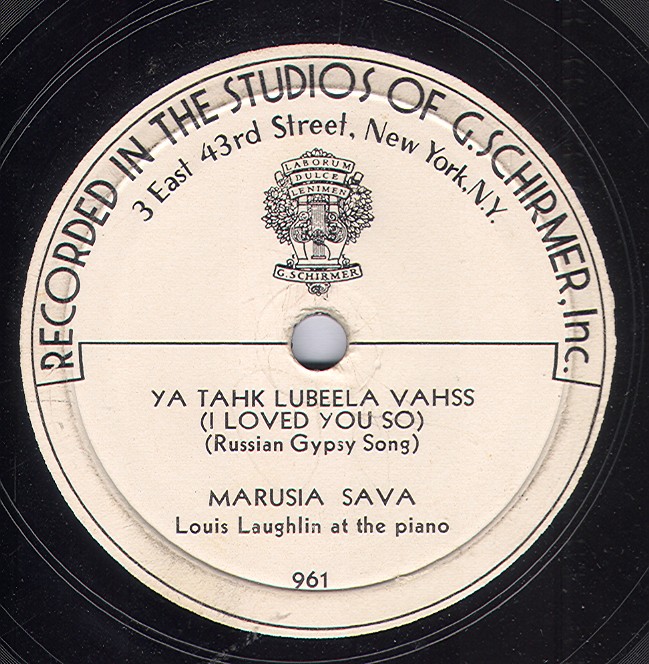 RECORDED IN THE STUDIOS OF G. SCHIRMER, Inc.
3 East 43rd Street, New York, N.Y.
LABORUM
DULCE
LENIMEN
G. SCHIRMER
YA TAHK LUBEELA VAHSS
(I LOVED YOU SO)
(Russian Gypsy Song)
MARUSIA SAVA
Louis Laughlin at the piano
961